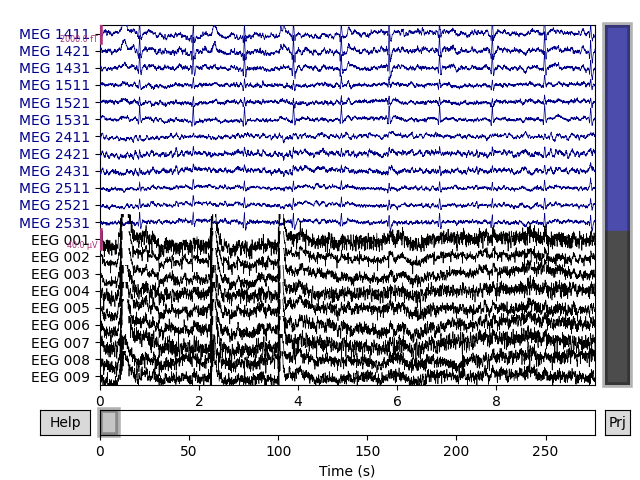 MEG 1411
MEG 1421
MEG 1431
MEG 1511
MEG 1521
MEG 1531
MEG 2411
MEG 2421
MEG 2431
MEG 2511
MEG 2521
MEG 2531
EEG 001
EEG 002
EEG 003
EEG 004
EEG 005
EEG 006
EEG 007
EEG 008
EEG 009
0 2 4 6 8
Help Prj
0 50 100 150 200 250
Time (s)